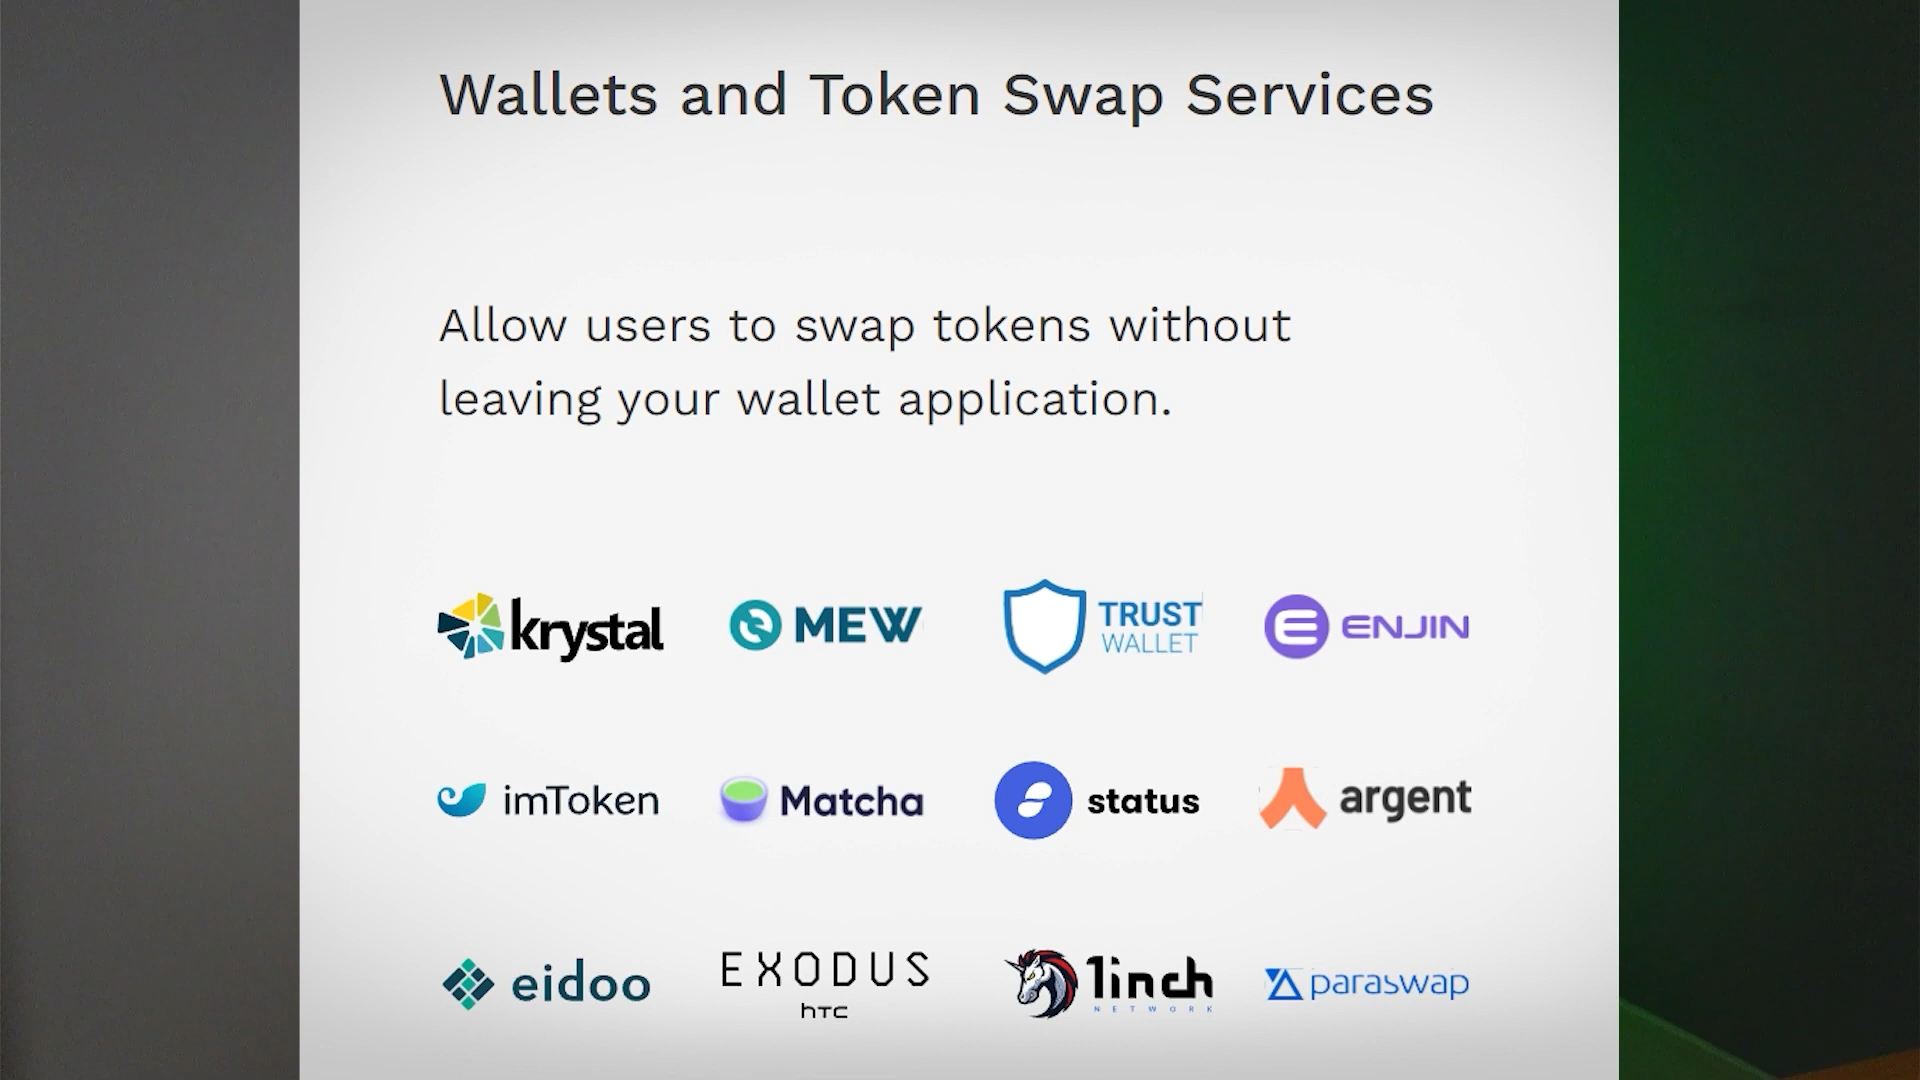 Wallets and Token Swap Services
Allow users to swap tokens without
leaving your wallet application.
krystal
MEW
TRUST
WALLET
ENJIN
imToken
Matcha
status
argent
eidoo
EXODUS
hTC
1inch
NETWORK
paraswap